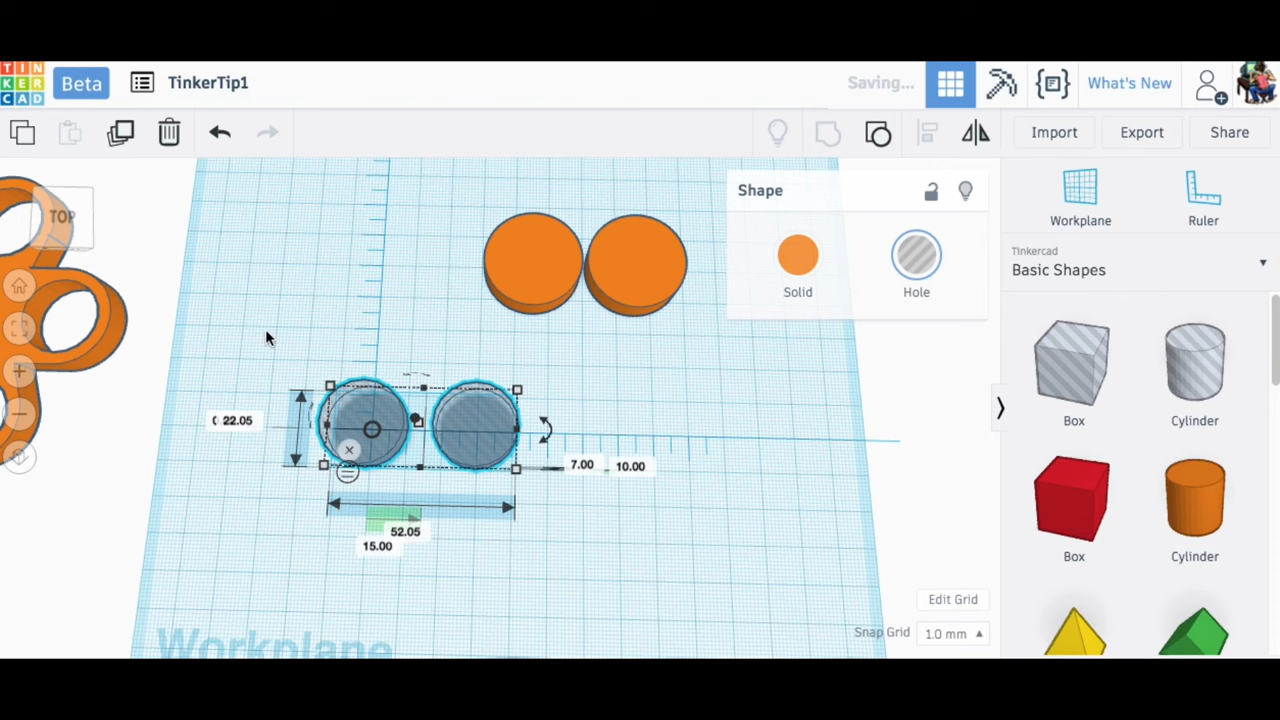 TIN
KER
CAD
Beta
TinkerTip1
Saving...
What's New
Import
Export
Share
TOP
Shape
Solid
Hole
Workplane
Ruler
Tinkercad
Basic Shapes
Box
Cylinder
Box
Cylinder
22.05
7.00
10.00
52.05
15.00
Edit Grid
Snap Grid
1.0 mm
Workplane